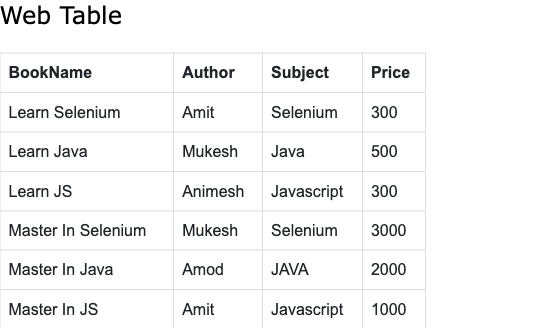 Web Table
BookName Author Subject Price
Learn Selenium Amit Selenium 300
Learn Java Mukesh Java 500
Learn JS Animesh Javascript 300
Master In Selenium Mukesh Selenium 3000
Master In Java Amod JAVA 2000
Master In JS Amit Javascript 1000